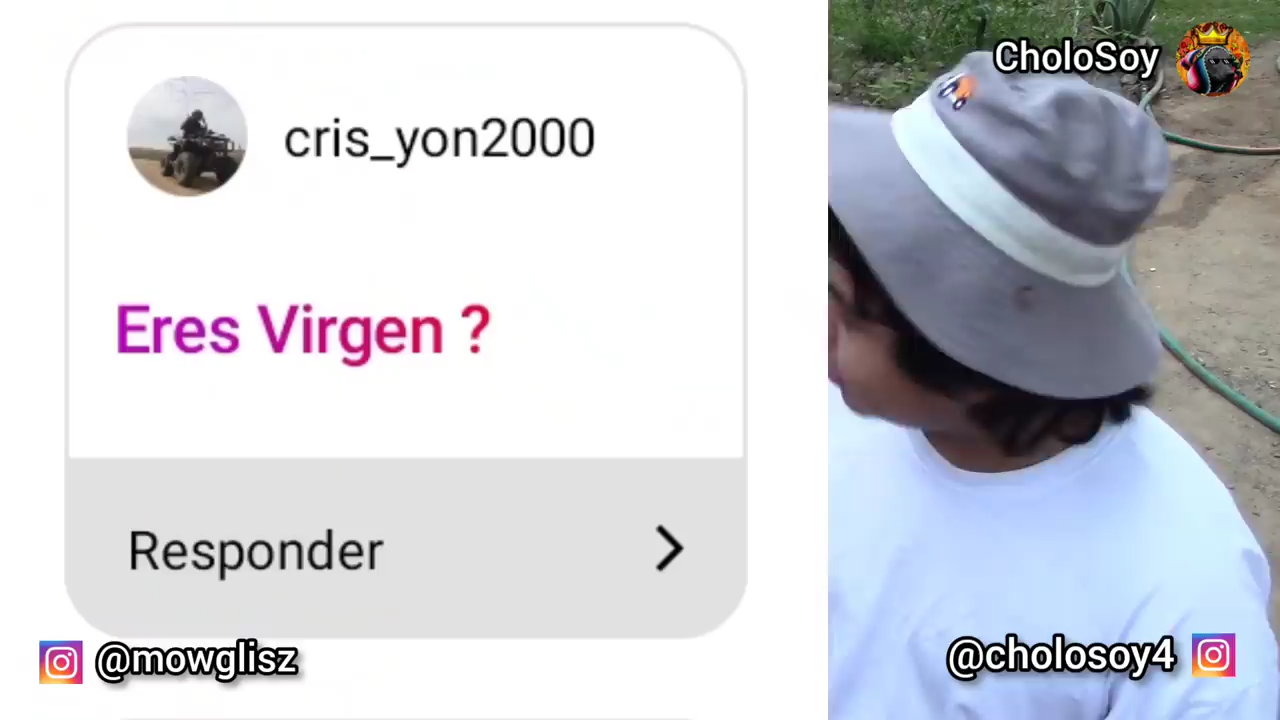 cris_yon2000
Eres Virgen ?
Responder
@mowglisz
CholoSoy
@cholosoy4